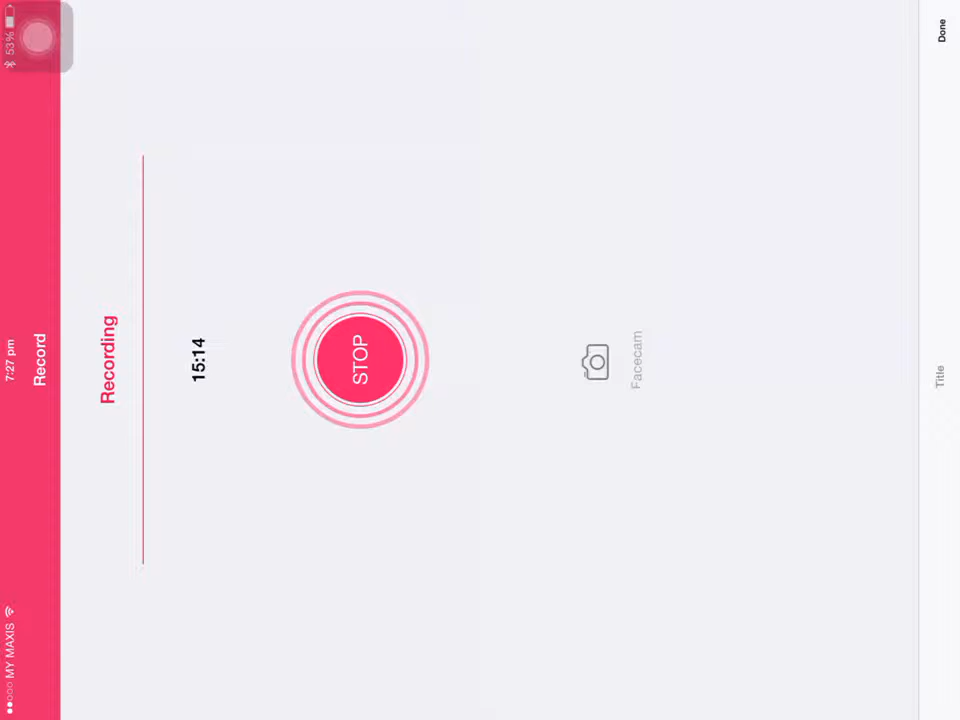 MY MAXIS 7:27 pm 53%
Record
Recording
15:14
STOP
Facecam
Title Done